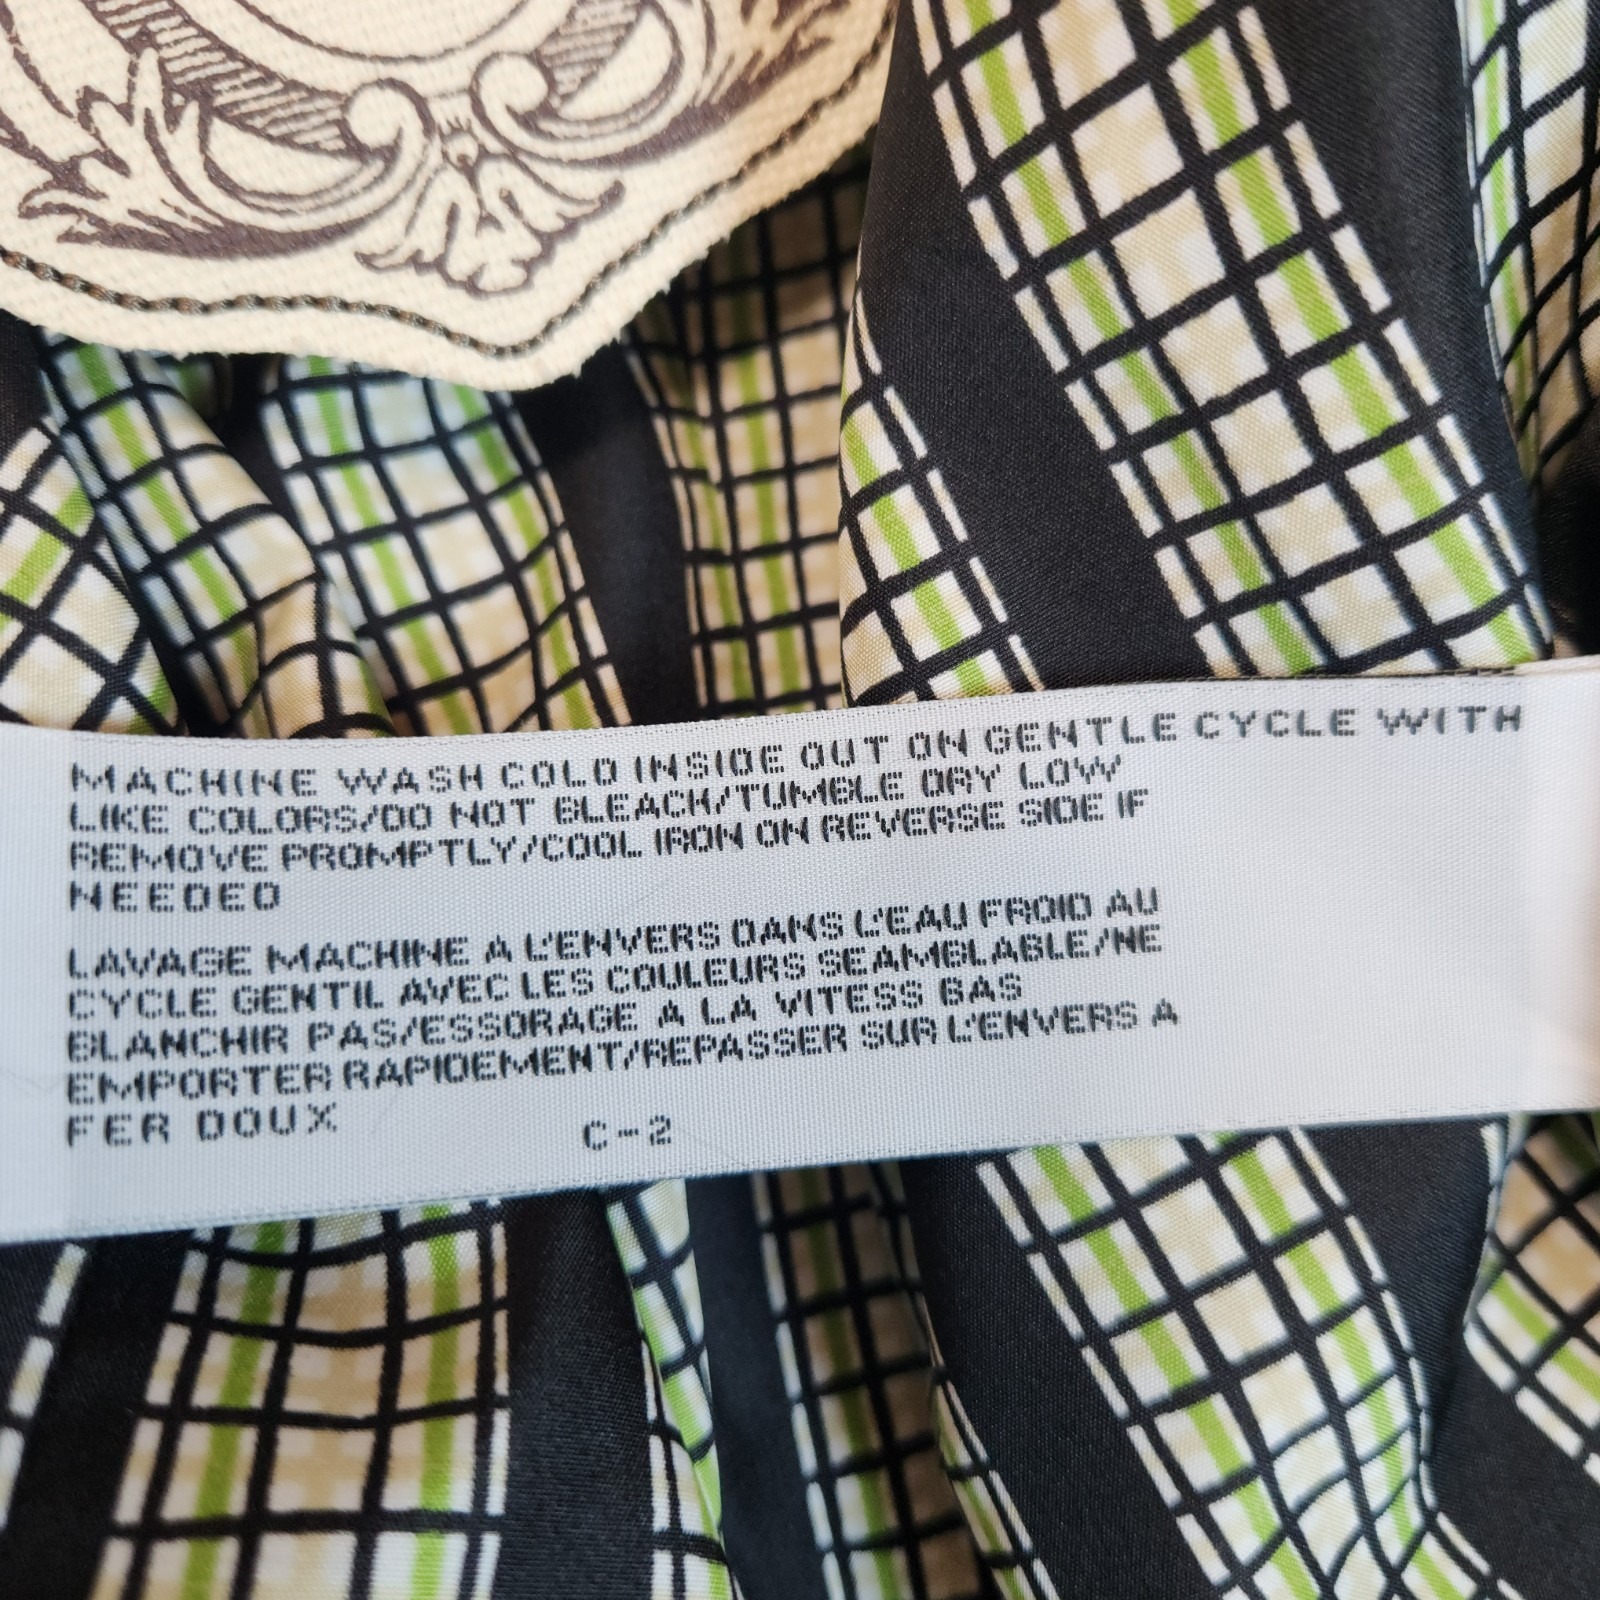 MACHINE WASH COLD INSIDE OUT ON GENTLE CYCLE WITH
LIKE COLORS/DO NOT BLEACH/TUMBLE DRY LOW
REMOVE PROMPTLY/COOL IRON ON REVERSE SIDE IF
NEEDED
LAVAGE MACHINE A L'ENVERS DANS L'EAU FROID AU
CYCLE GENTIL AVEC LES COULEURS SEAMBLABLE/NE
BLANCHIR PAS/ESSORAGE A LA VITESS BAS
EMPORTER RAPIDEMENT/REPASSER SUR L'ENVERS A
FER DOUX C-2